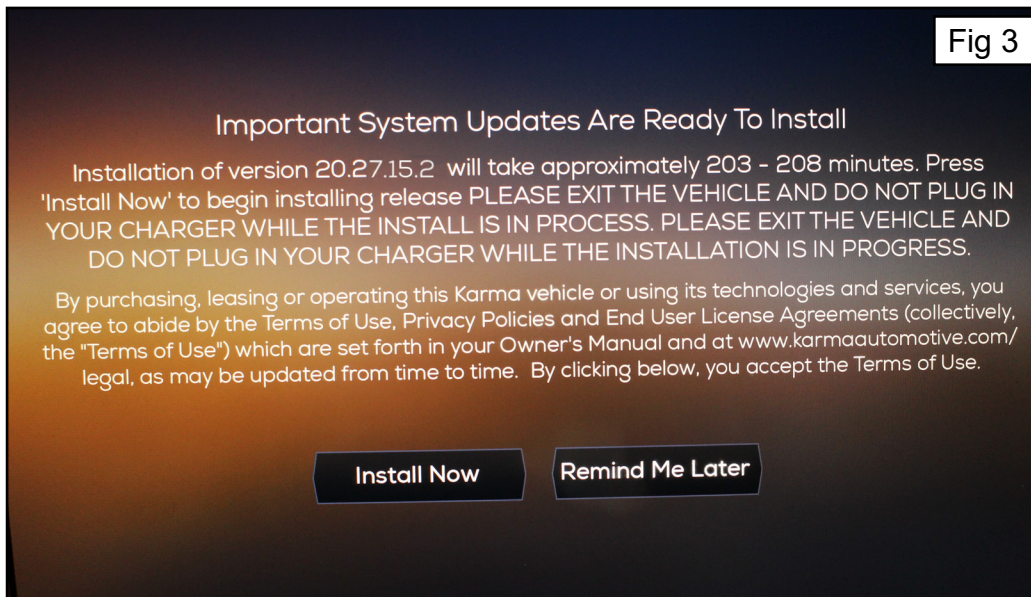 Fig 3
Important System Updates Are Ready To Install
Installation of version 20.27.15.2 will take approximately 203 - 208 minutes. Press
'Install Now' to begin installing release PLEASE EXIT THE VEHICLE AND DO NOT PLUG IN
YOUR CHARGER WHILE THE INSTALL IS IN PROCESS. PLEASE EXIT THE VEHICLE AND
DO NOT PLUG IN YOUR CHARGER WHILE THE INSTALLATION IS IN PROGRESS.
By purchasing, leasing or operating this Karma vehicle or using its technologies and services, you
agree to abide by the Terms of Use, Privacy Policies and End User License Agreements (collectively,
the "Terms of Use") which are set forth in your Owner's Manual and at www.karmaautomotive.com/
legal, as may be updated from time to time. By clicking below, you accept the Terms of Use.
Install Now
Remind Me Later